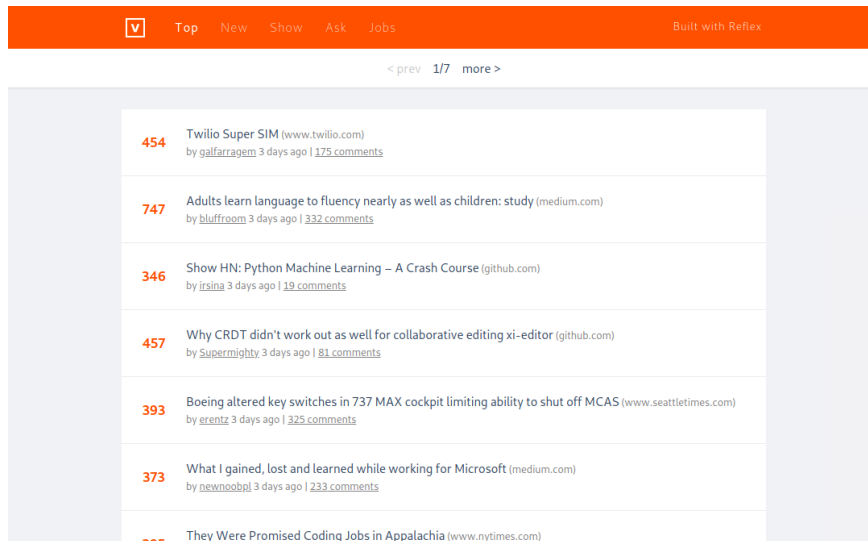 V Top New Show Ask Jobs Built with Reflex
< prev 1/7 more >
454
Twilio Super SIM (www.twilio.com)
by galfarragem 3 days ago | 175 comments
747
Adults learn language to fluency nearly as well as children: study (medium.com)
by bluffroom 3 days ago | 332 comments
346
Show HN: Python Machine Learning – A Crash Course (github.com)
by irsina 3 days ago | 19 comments
457
Why CRDT didn't work out as well for collaborative editing xi-editor (github.com)
by Supermighty 3 days ago | 81 comments
393
Boeing altered key switches in 737 MAX cockpit limiting ability to shut off MCAS (www.seattletimes.com)
by erentz 3 days ago | 325 comments
373
What I gained, lost and learned while working for Microsoft (medium.com)
by newnoobpl 3 days ago | 233 comments
They Were Promised Coding Jobs in Appalachia (www.nytimes.com)